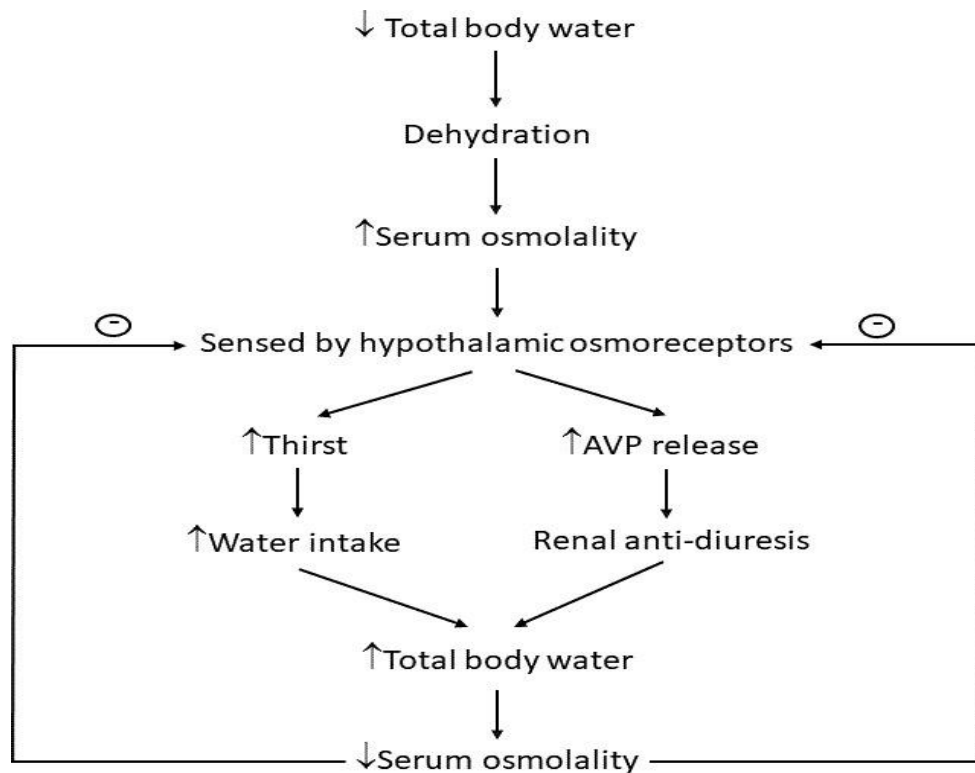 ↓ Total body water
Dehydration
↑Serum osmolality
- -
Sensed by hypothalamic osmoreceptors
↑Thirst ↑AVP release
↑Water intake Renal anti-diuresis
↑Total body water
↓Serum osmolality